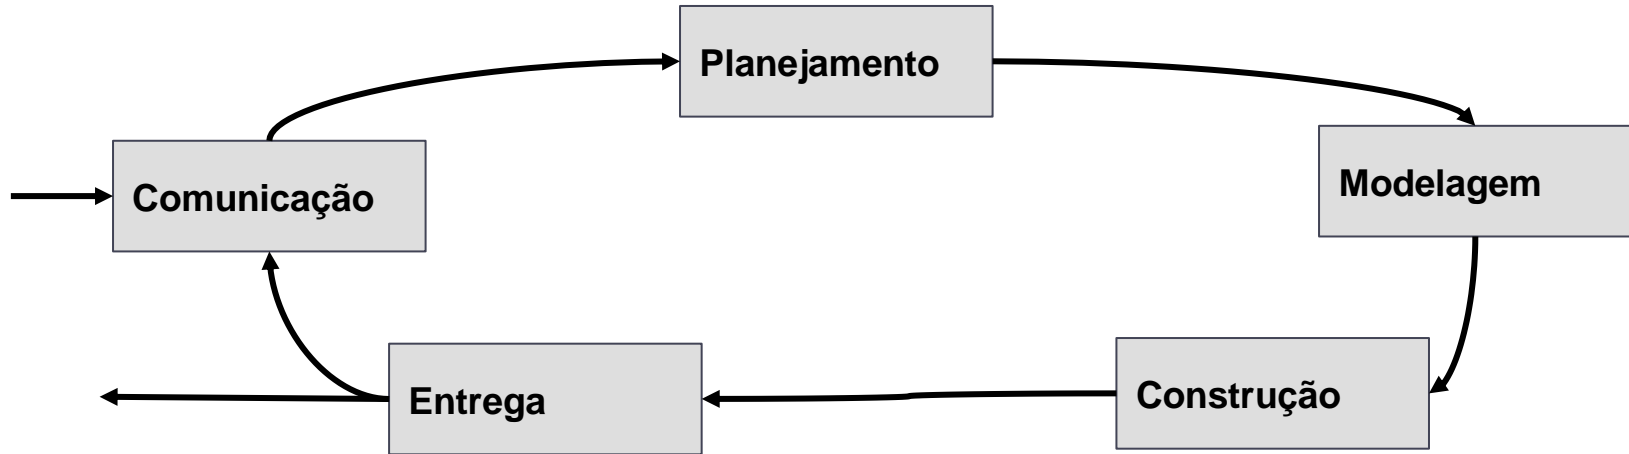 Planejamento
Comunicação
Modelagem
Entrega
Construção